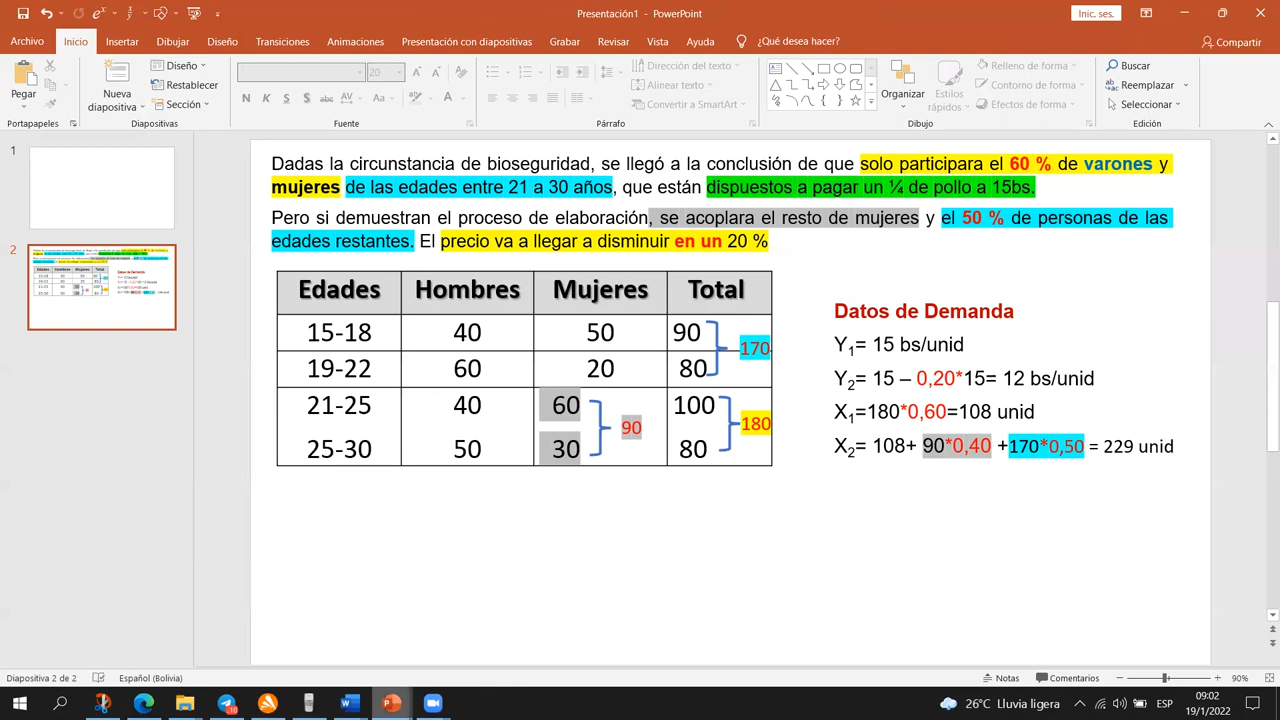 Presentación1 - PowerPoint
Inic. ses.
Archivo Inicio Insertar Dibujar Diseño Transiciones Animaciones Presentación con diapositivas Grabar Revisar Vista Ayuda ¿Qué desea hacer? Compartir
Pegar
Nueva diapositiva
Diseño
Restablecer
Sección
20
N K S S abc AV Aa A
Dirección del texto
Alinear texto
Convertir a SmartArt
Organizar
Estilos rápidos
Relleno de forma
Contorno de forma
Efectos de forma
Buscar
Reemplazar
Seleccionar
Portapapeles Diapositivas Fuente Párrafo Dibujo Edición
1
2
Dadas la circunstancia de bioseguridad, se llegó a la conclusión de que solo participara el 60 % de varones y
mujeres de las edades entre 21 a 30 años, que están dispuestos a pagar un ¼ de pollo a 15bs.
Pero si demuestran el proceso de elaboración, se acoplara el resto de mujeres y el 50 % de personas de las
edades restantes. El precio va a llegar a disminuir en un 20 %
Edades Hombres Mujeres Total
15-18 40 50 90
170
19-22 60 20 80
21-25 40 60 100
90 180
25-30 50 30 80
Datos de Demanda
Y1= 15 bs/unid
Y2= 15 – 0,20*15= 12 bs/unid
X1=180*0,60=108 unid
X2= 108+ 90*0,40 +170*0,50 = 229 unid
Diapositiva 2 de 2 Español (Bolivia) Notas Comentarios 90%
26°C Lluvia ligera ESP 09:02
19/1/2022